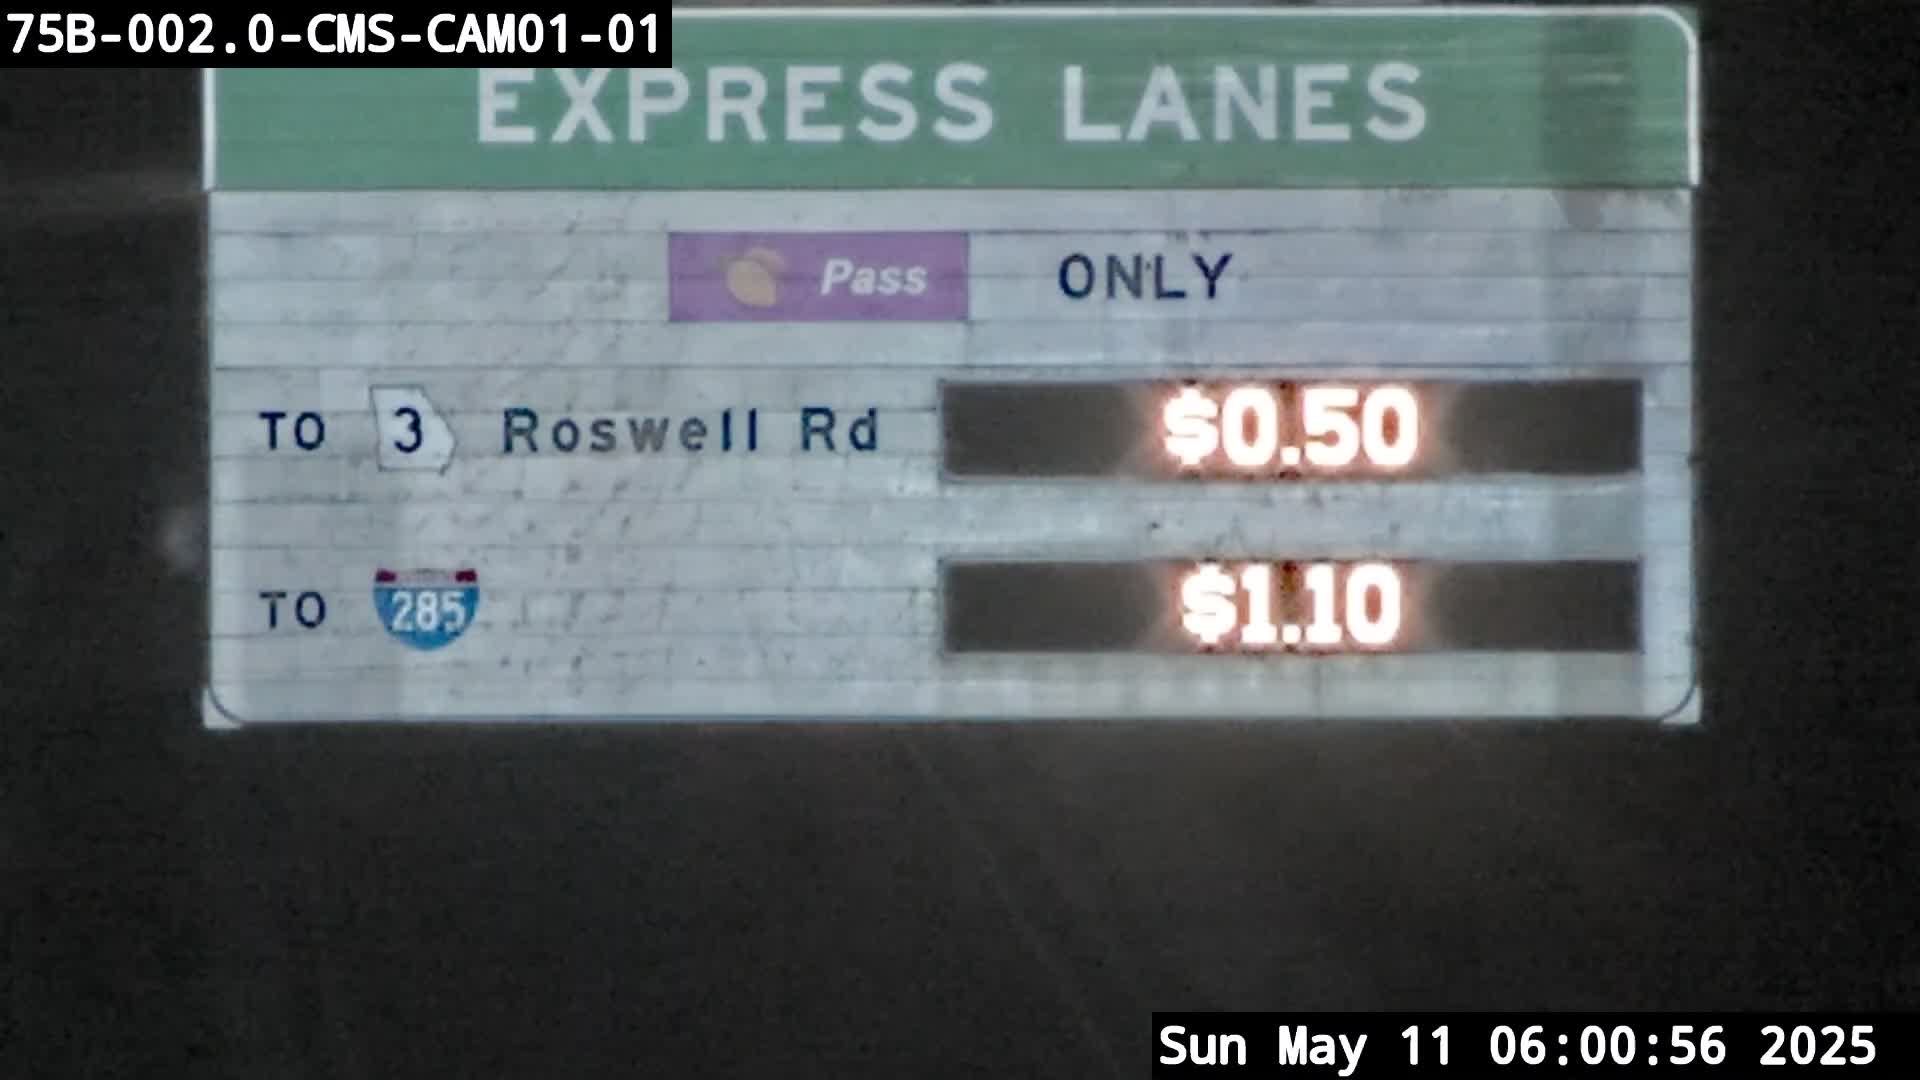 75B-002.0-CMS-CAM01-01
EXPRESS LANES
Pass ONLY
TO 3 Roswell Rd $0.50
TO 285 $1.10
Sun May 11 06:00:56 2025